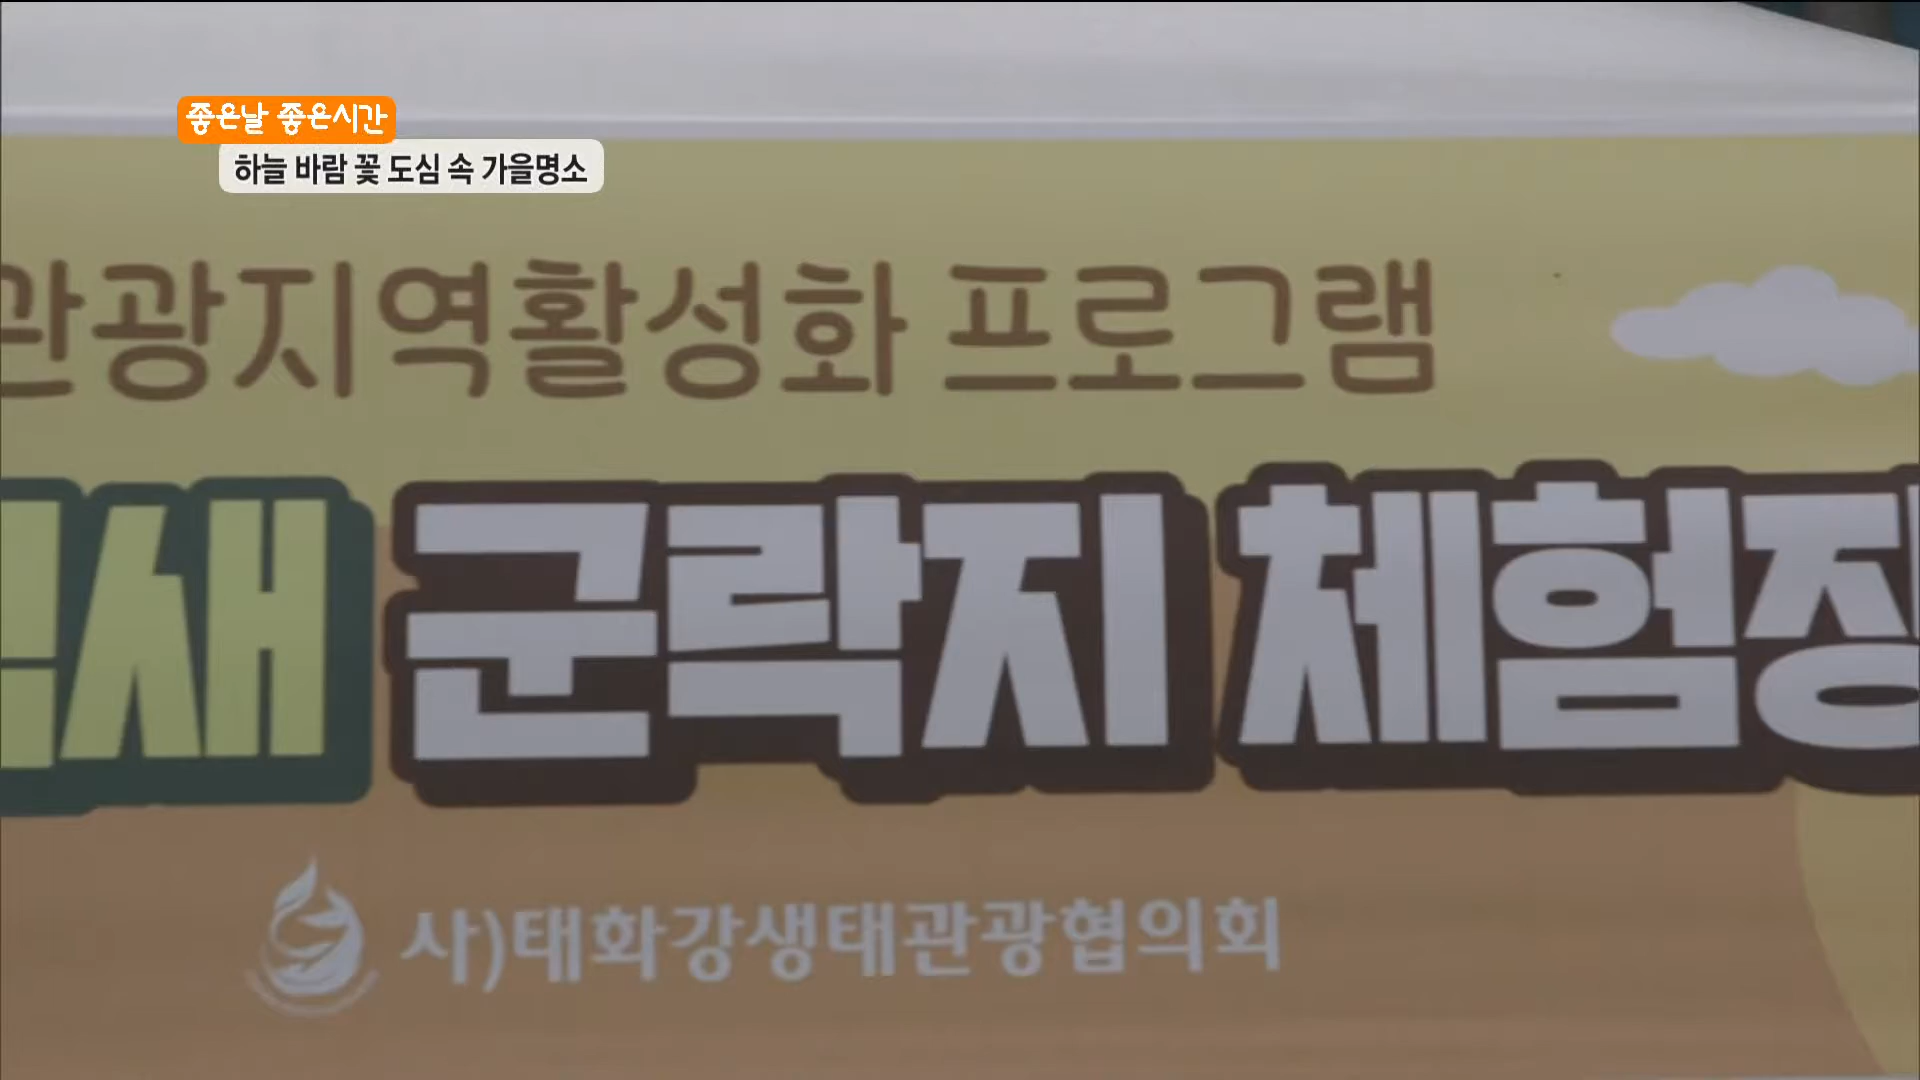 좋은날 좋은시간
하늘 바람 꽃 도심 속 가을명소
관광지역활성화 프로그램
새 군락지 체험장
사)태화강생태관광협의회